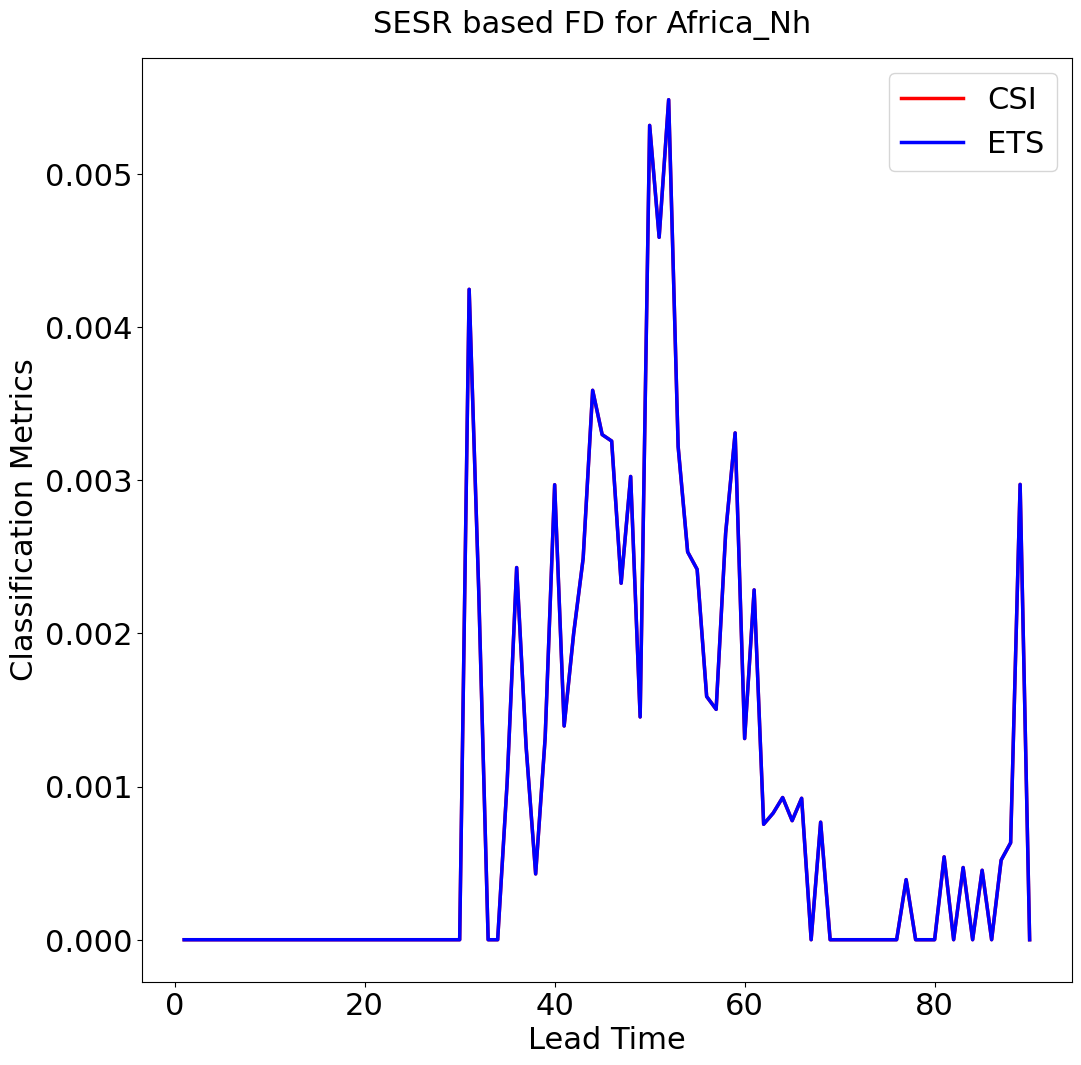 SESR based FD for Africa_Nh
CSI
ETS
Classification Metrics
0.005
0.004
0.003
0.002
0.001
0.000
0 20 40 60 80
Lead Time